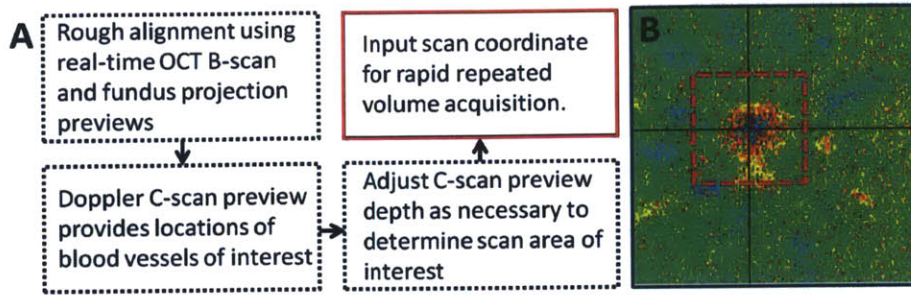 A
Rough alignment using
real-time OCT B-scan
and fundus projection
previews
Doppler C-scan preview
provides locations of
blood vessels of interest
Adjust C-scan preview
depth as necessary to
determine scan area of
interest
Input scan coordinate
for rapid repeated
volume acquisition.
B